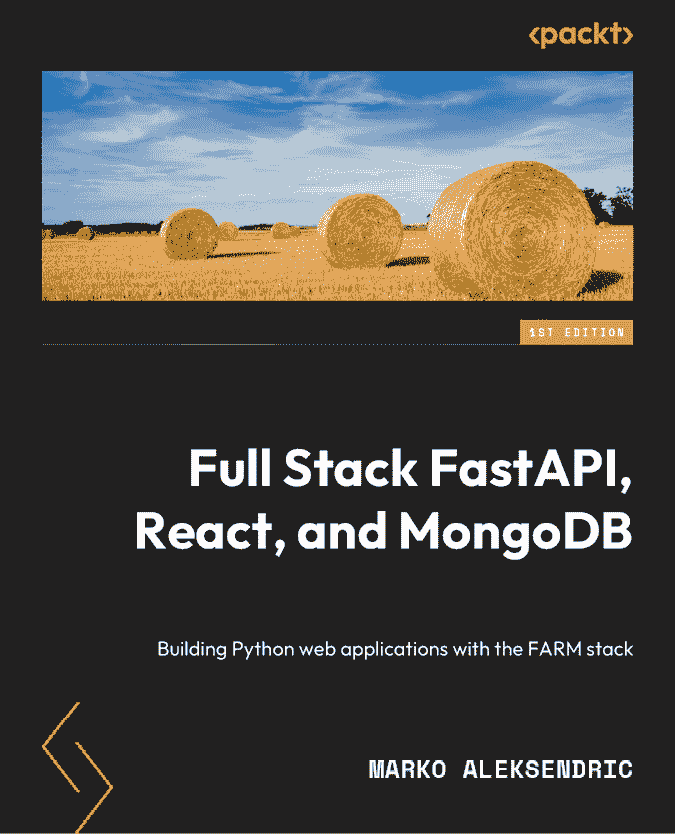 <packt>
1ST EDITION
Full Stack FastAPI,
React, and MongoDB
Building Python web applications with the FARM stack
MARKO ALEKSENDRIC